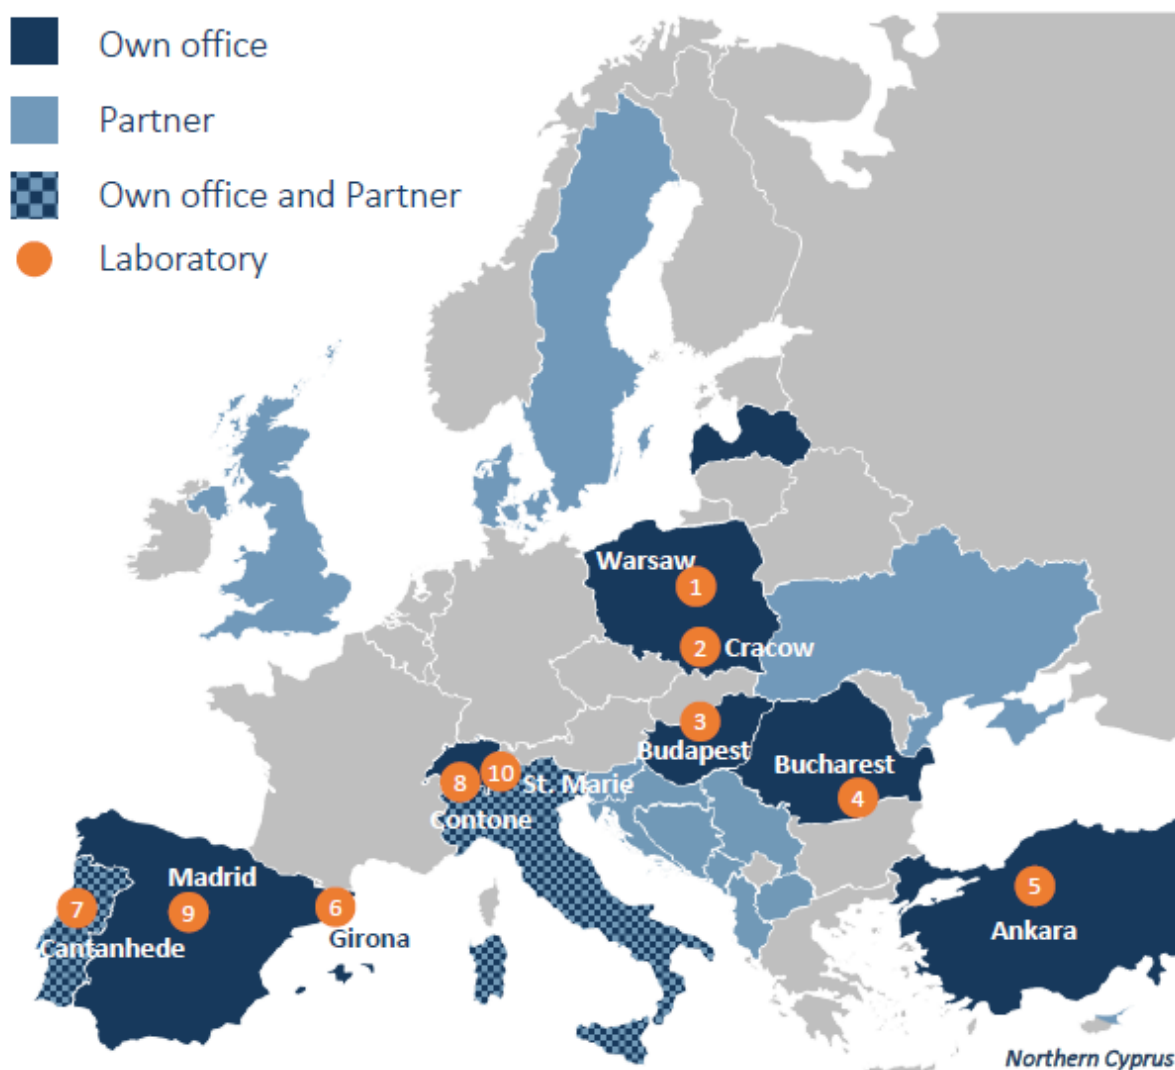 Own office
Partner
Own office and Partner
Laboratory
Warsaw
1
2 Cracow
3
Budapest
Bucharest
4
10
8
St. Marie
Contone
Madrid
5
6
7
9
Girona
Ankara
Cantanhede
Northern Cyprus